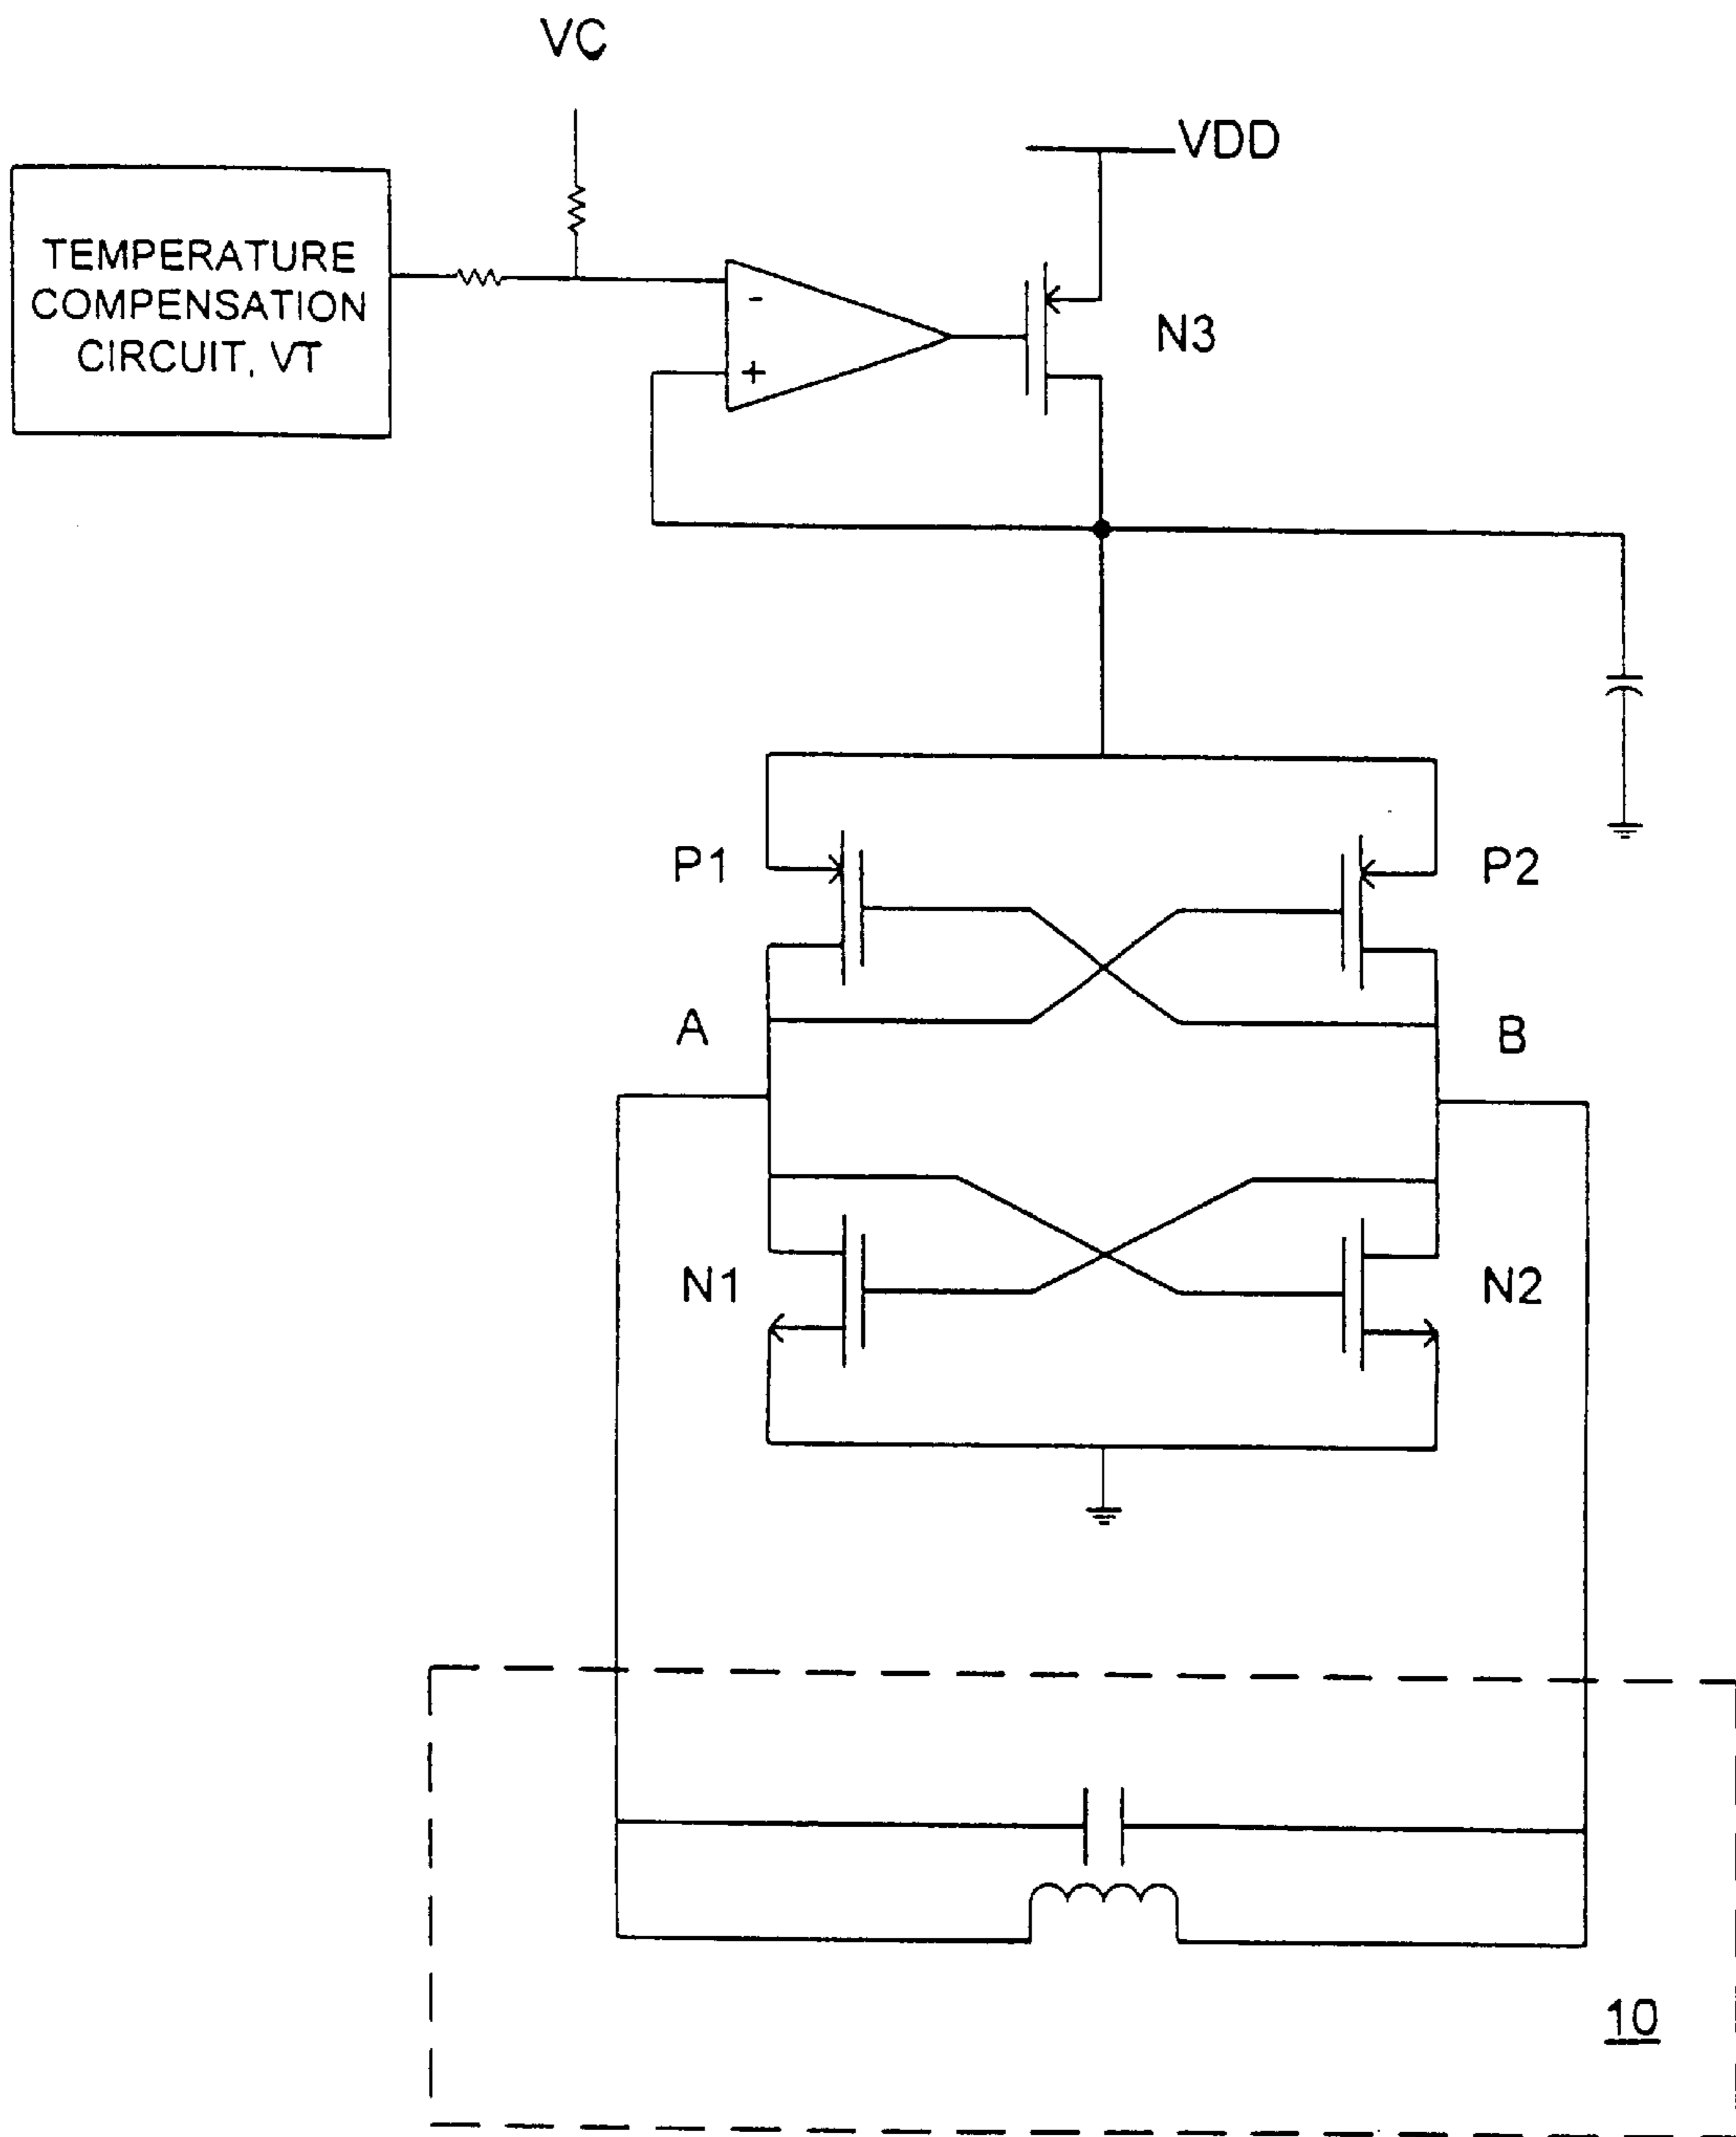 VC
VDD
TEMPERATURE
COMPENSATION
CIRCUIT, VT
-
+
N3
P1
P2
A
B
N1
N2
10